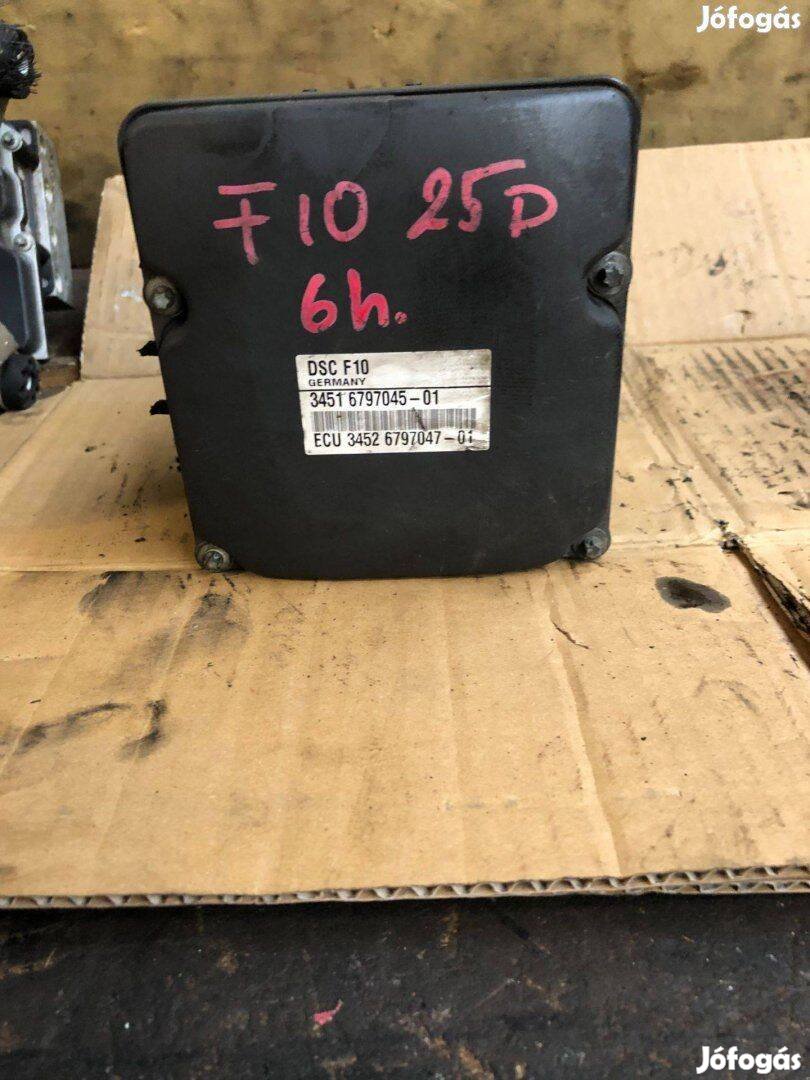 Jófogás
F10 25D
6h.
DSC F10
GERMANY
3451 6797045-01
ECU 3452 6797047-01
Jófogás